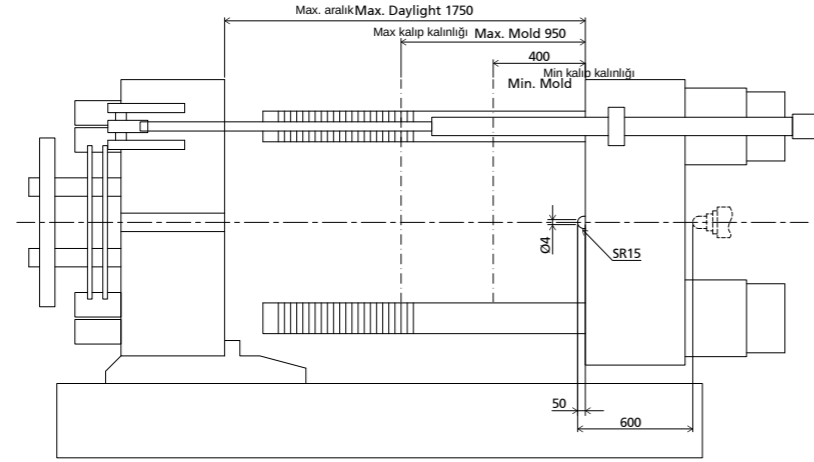 Max. aralık Max. Daylight 1750
Max kalıp kalınlığı Max. Mold 950
400
Min kalıp kalınlığı
Min. Mold
Ø4
SR15
50
600